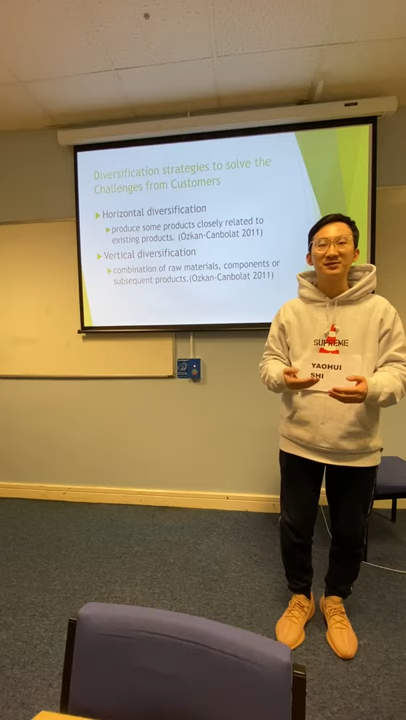 Diversification strategies to solve the
Challenges from Customers
Horizontal diversification
produce some products closely related to
existing products. (Ozkan-Canbolat 2011)
Vertical diversification
combination of raw materials, components or
subsequent products.(Ozkan-Canbolat 2011)
SUPREME
YAOHUI
SHI